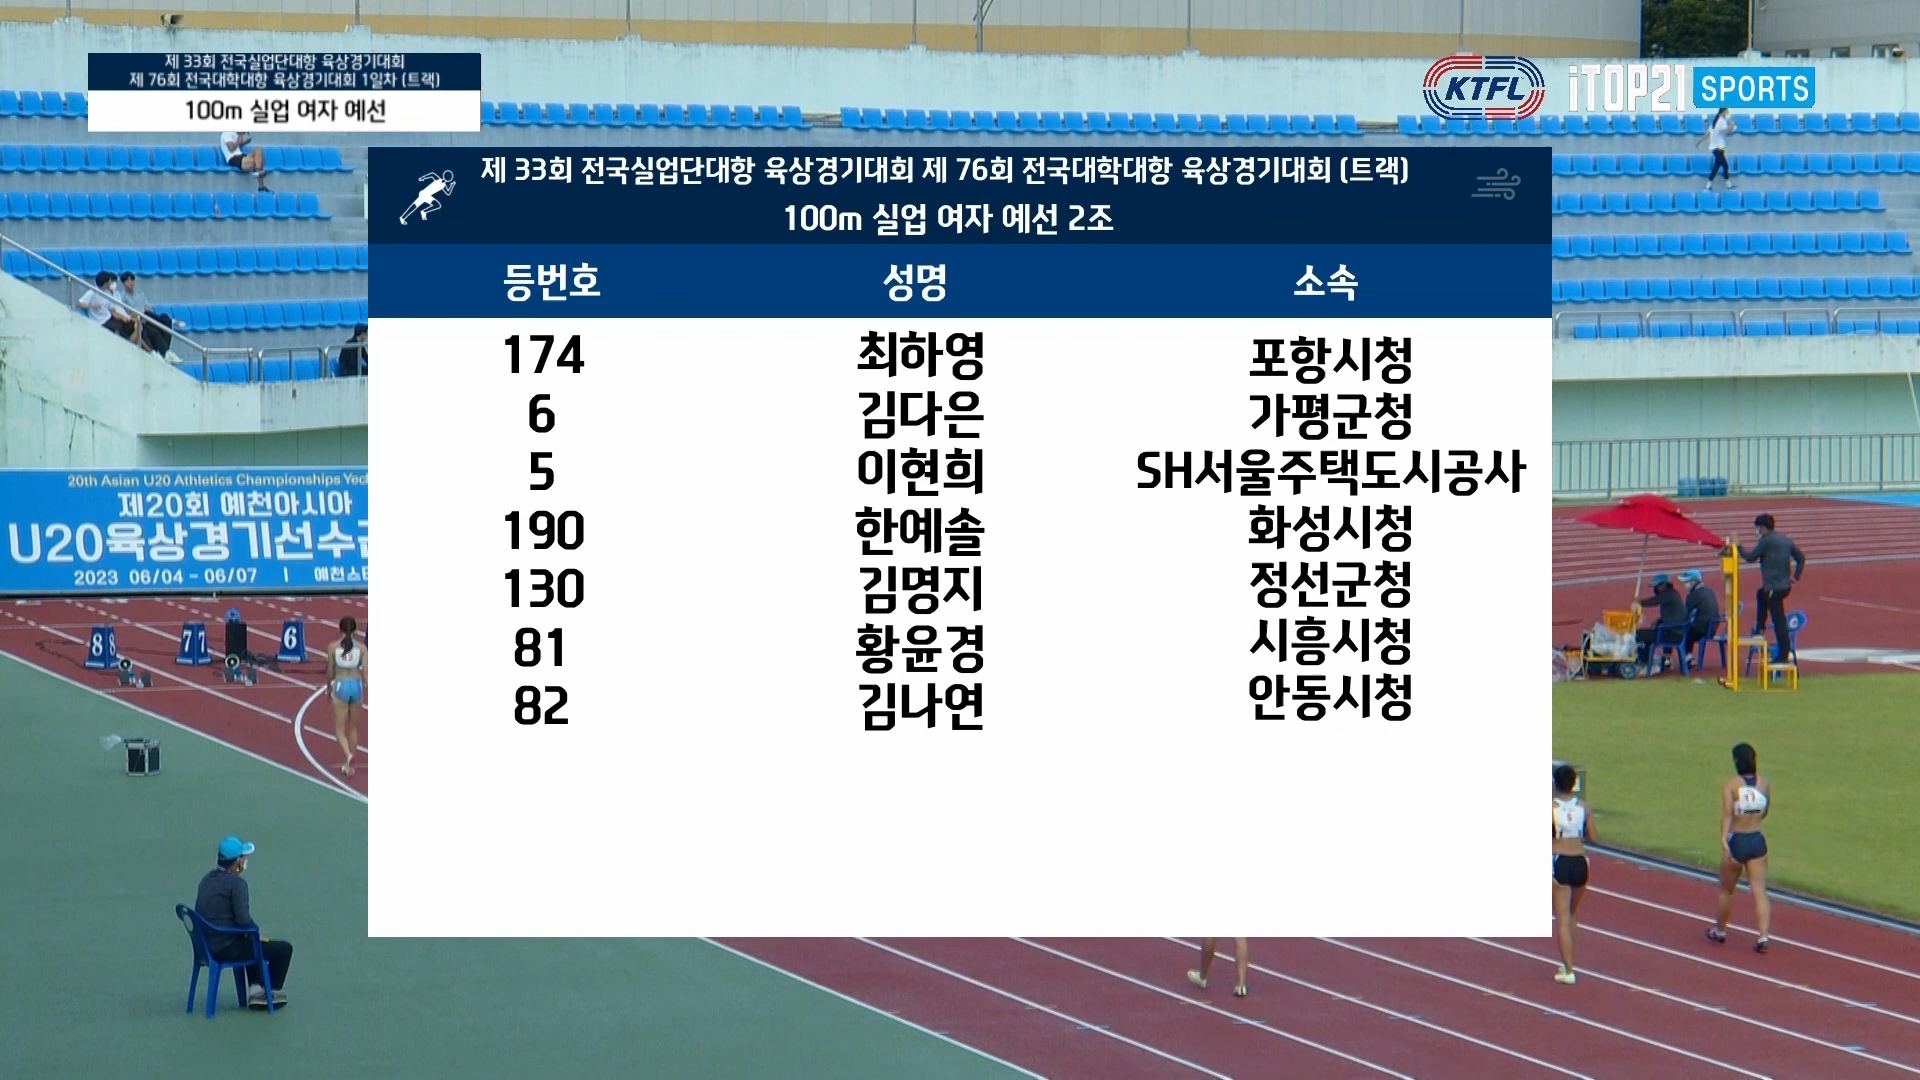 제 33회 전국실업단대항 육상경기대회
제 76회 전국대학대항 육상경기대회 1일차 (트랙)
100m 실업 여자 예선
KTFL iTOP21 SPORTS
제 33회 전국실업단대항 육상경기대회 제 76회 전국대학대항 육상경기대회 (트랙)
100m 실업 여자 예선 2조
등번호 성명 소속
174 최하영 포항시청
6 김다은 가평군청
5 이현희 SH서울주택도시공사
190 한예솔 화성시청
130 김명지 정선군청
81 황윤경 시흥시청
82 김나연 안동시청
20th Asian U20 Athletics Championships
제20회 예천아시아
U20육상경기선수
2023 06/04 - 06/07 |
8 7 6